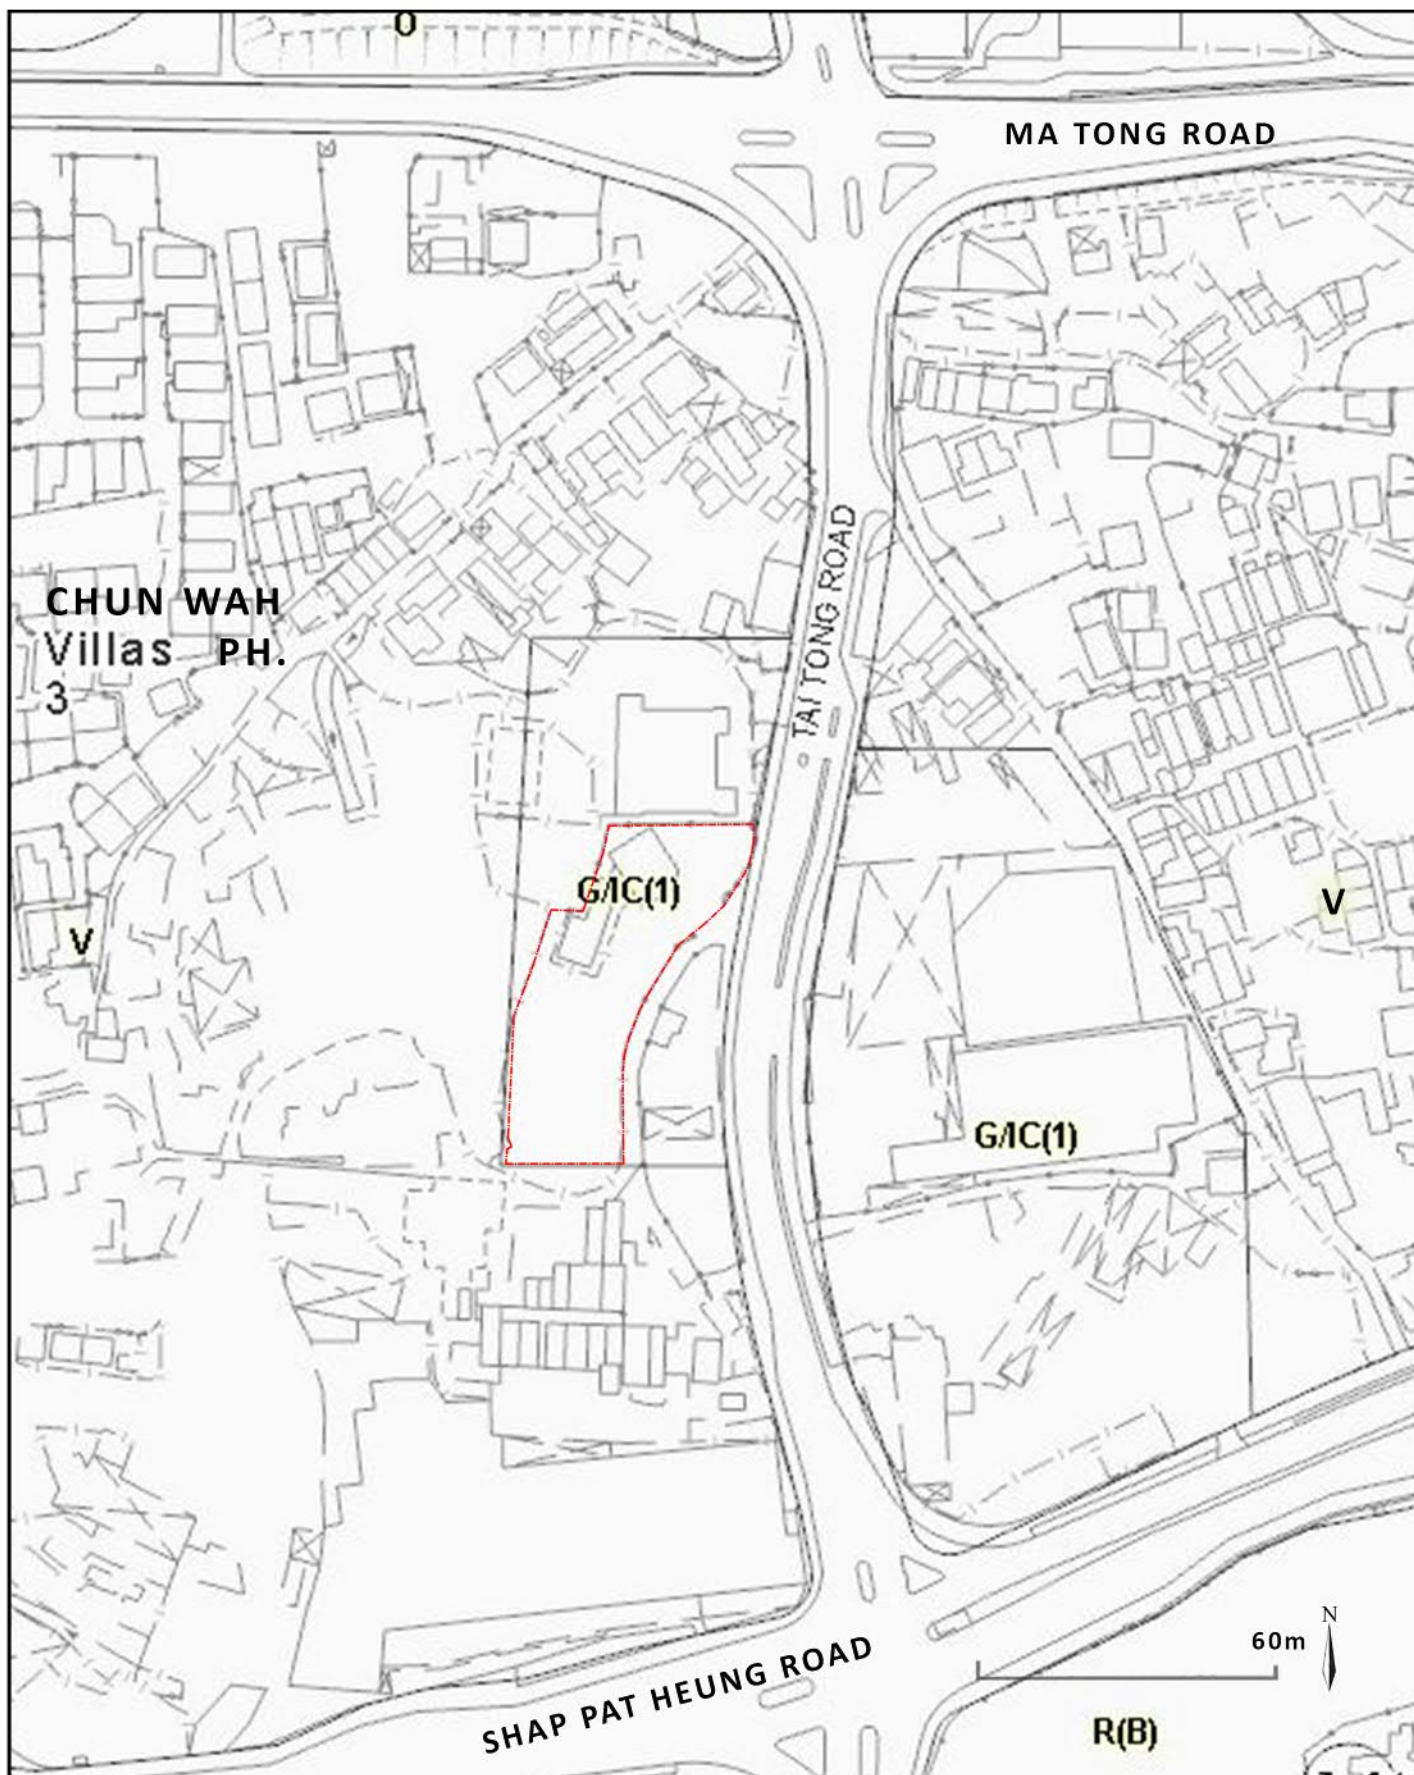 O
MA TONG ROAD
TAI TONG ROAD
CHUN WAH
Villas PH.
3
G/IC(1)
V
V
G/IC(1)
N
60m
SHAP PAT HEUNG ROAD
R(B)